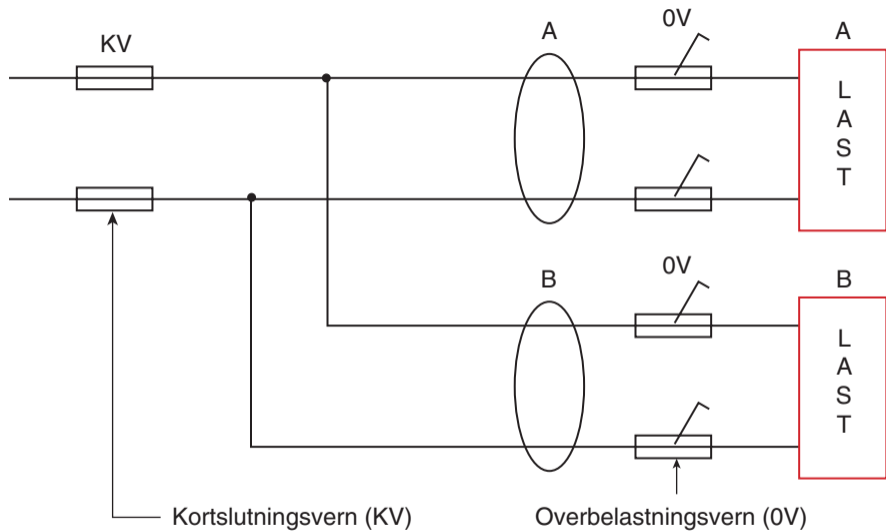 KV
A
0V
A
L
A
S
T
B
0V
B
L
A
S
T
Kortslutningsvern (KV)
Overbelastningsvern (0V)